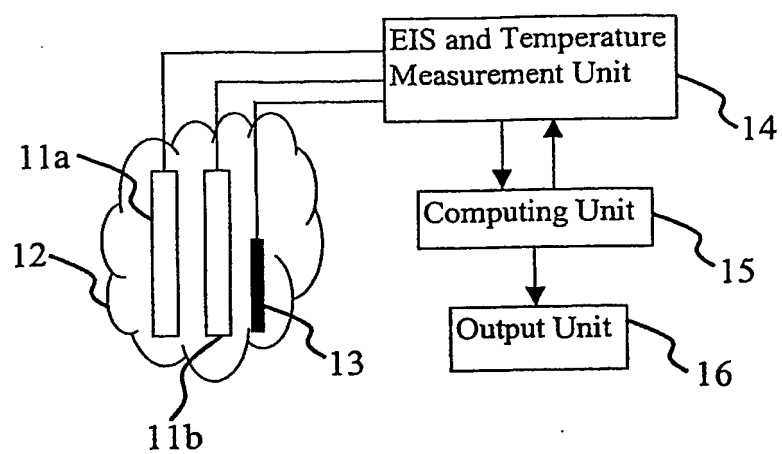 EIS and Temperature
Measurement Unit
14
11a
Computing Unit
12
15
Output Unit
13
16
11b